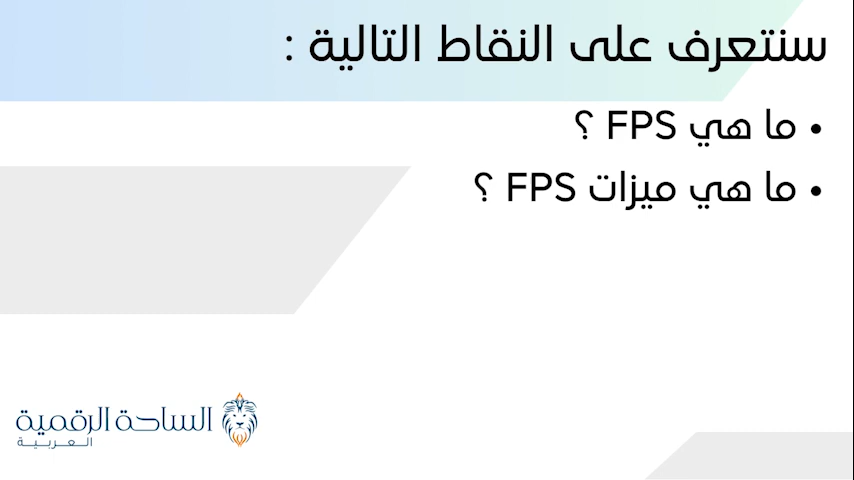 سنتعرف على النقاط التالية :
• ما هي FPS ؟
• ما هي ميزات FPS ؟
الساحة الرقمية
العربية